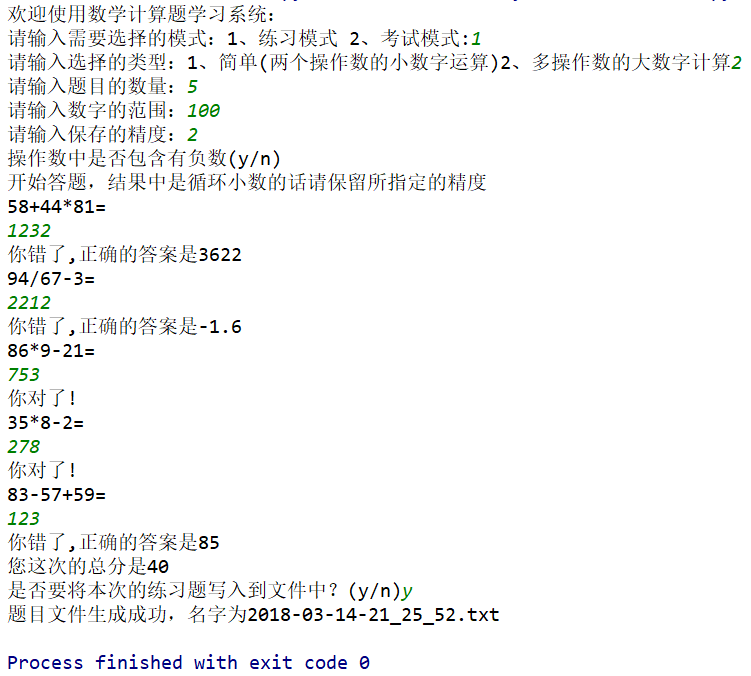 欢迎使用数学计算题学习系统：
请输入需要选择的模式：1、练习模式 2、考试模式:1
请输入选择的类型：1、简单(两个操作数的小数字运算)2、多操作数的大数字计算2
请输入题目的数量：5
请输入数字的范围：100
请输入保存的精度：2
操作数中是否包含有负数(y/n)
开始答题，结果中是循环小数的话请保留所指定的精度
58+44*81=
1232
你错了,正确的答案是3622
94/67-3=
2212
你错了,正确的答案是-1.6
86*9-21=
753
你对了!
35*8-2=
278
你对了!
83-57+59=
123
你错了,正确的答案是85
您这次的总分是40
是否要将本次的练习题写入到文件中？(y/n)y
题目文件生成成功，名字为2018-03-14-21_25_52.txt
Process finished with exit code 0